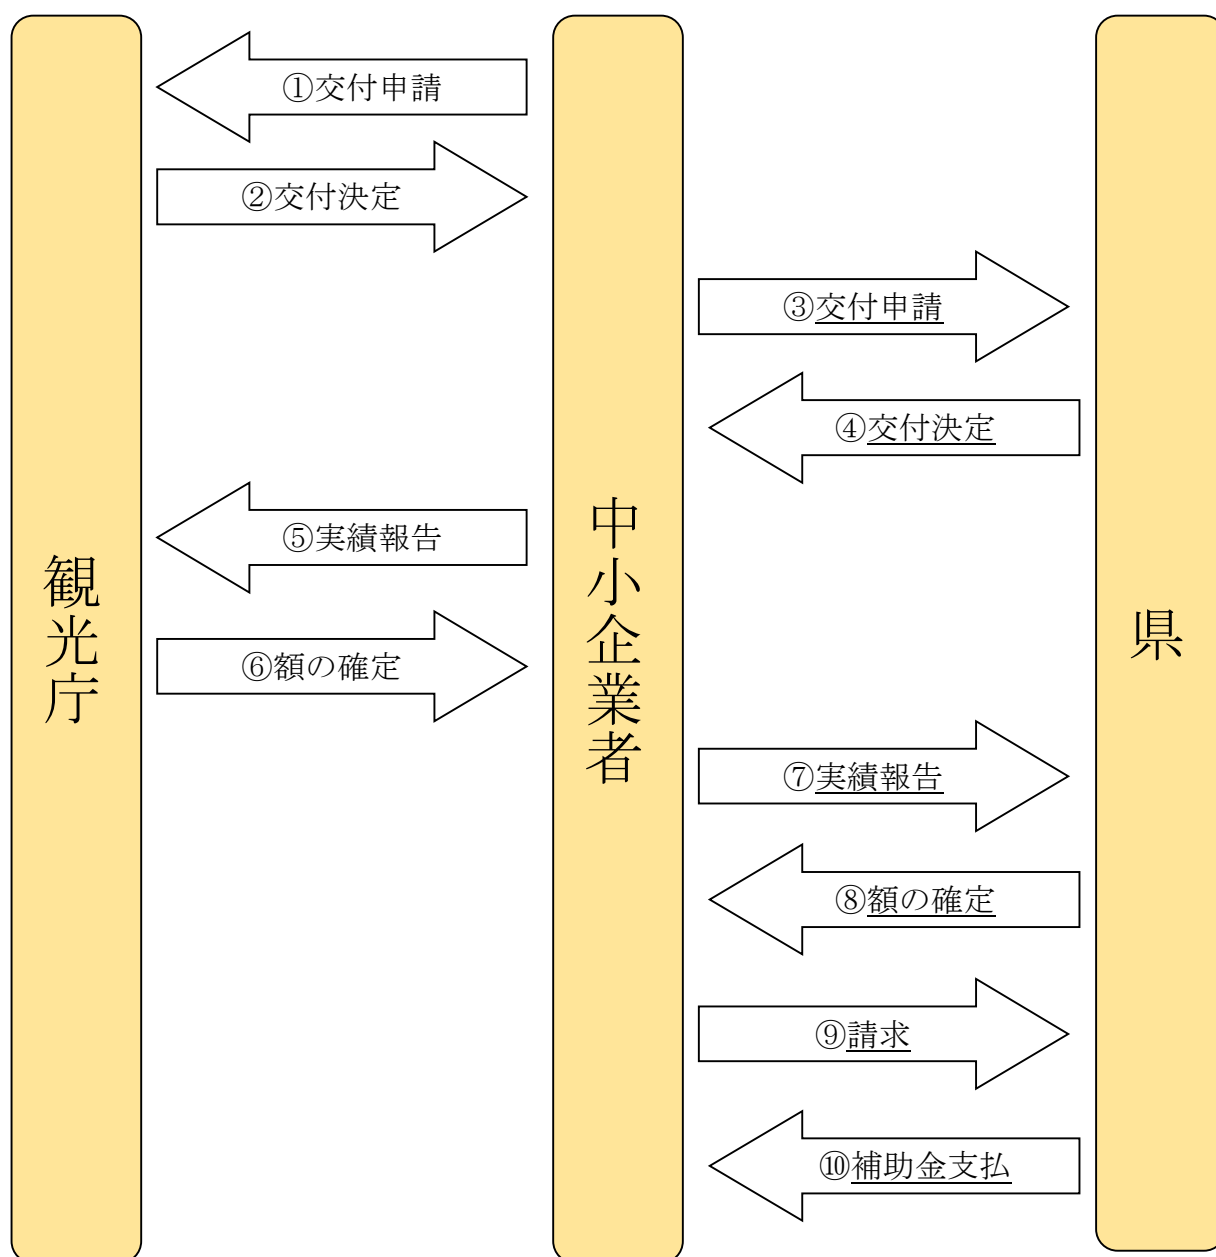 ①交付申請
②交付決定
③交付申請
④交付決定
⑤実績報告
⑥額の確定
⑦実績報告
⑧額の確定
⑨請求
⑩補助金支払
観光庁
中小企業者
県